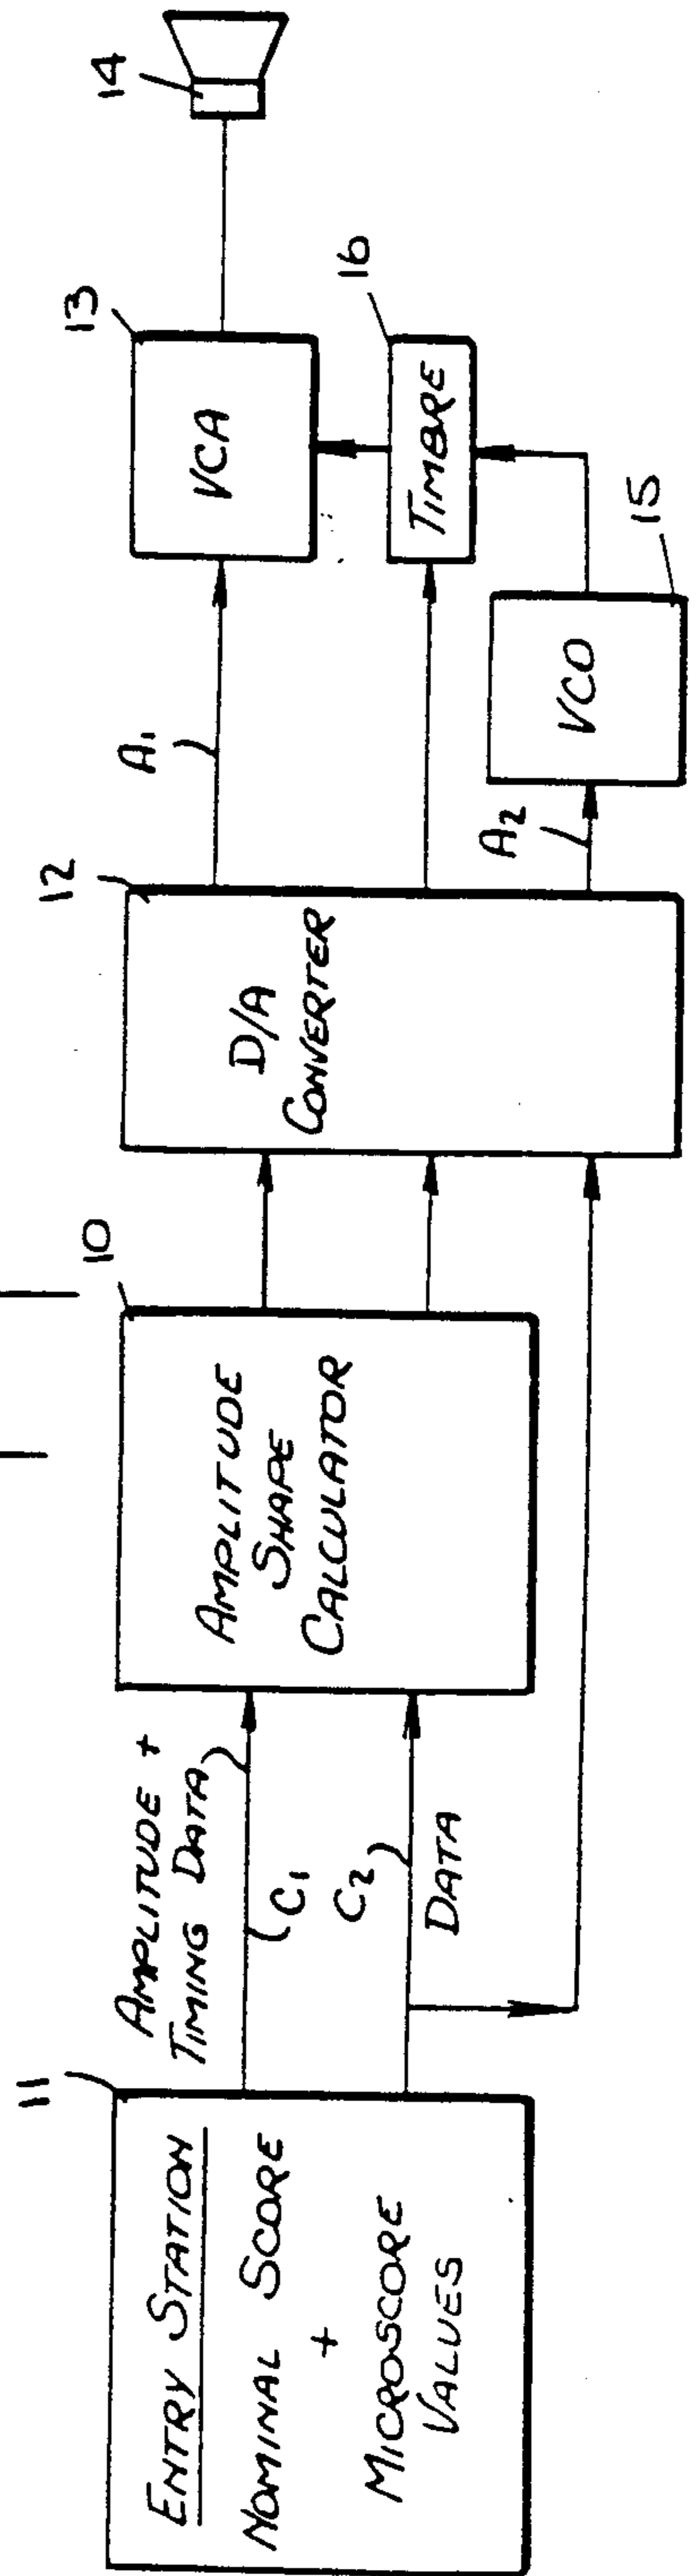 11
ENTRY STATION
NOMINAL SCORE
+
MICROSCORE
VALUES
AMPLITUDE +
TIMING DATA
C1
C2
DATA
10
AMPLITUDE
SHAPE
CALCULATOR
12
D/A
CONVERTER
A1
A2
13
VCA
14
16
TIMBRE
15
VCO